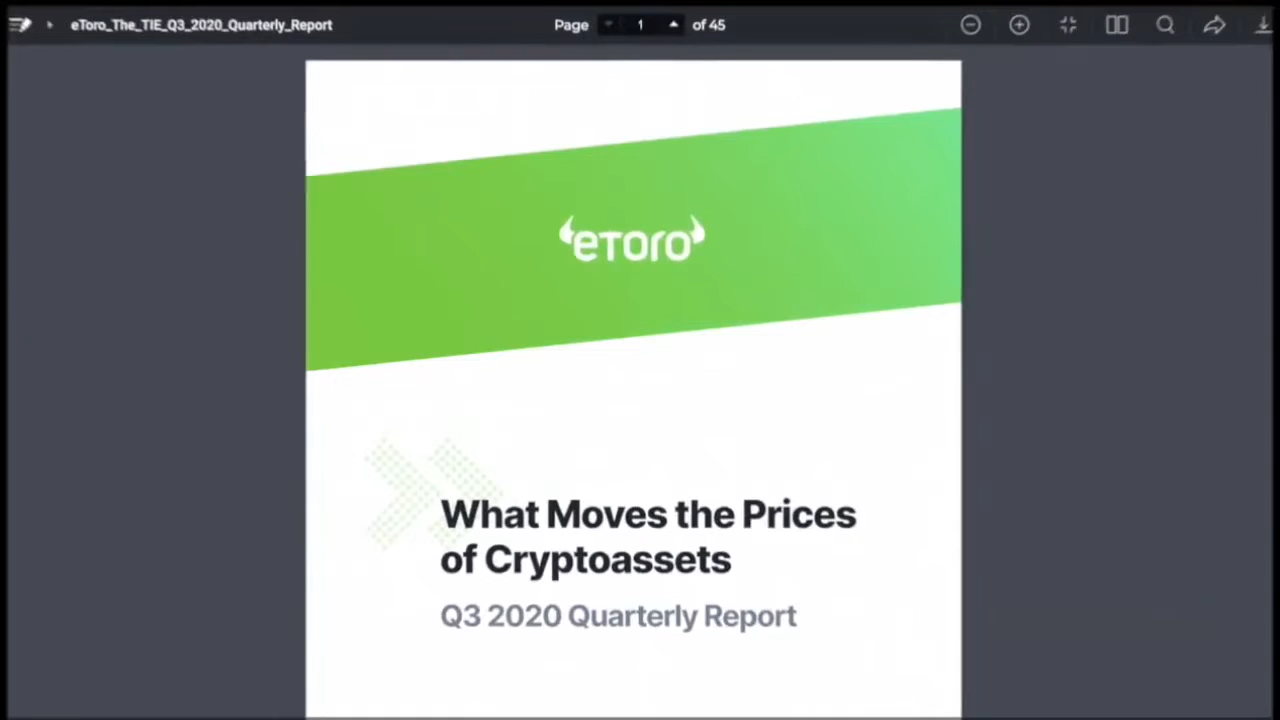 eToro_The_TIE_Q3_2020_Quarterly_Report
Page 1 of 45
eToro
What Moves the Prices
of Cryptoassets
Q3 2020 Quarterly Report